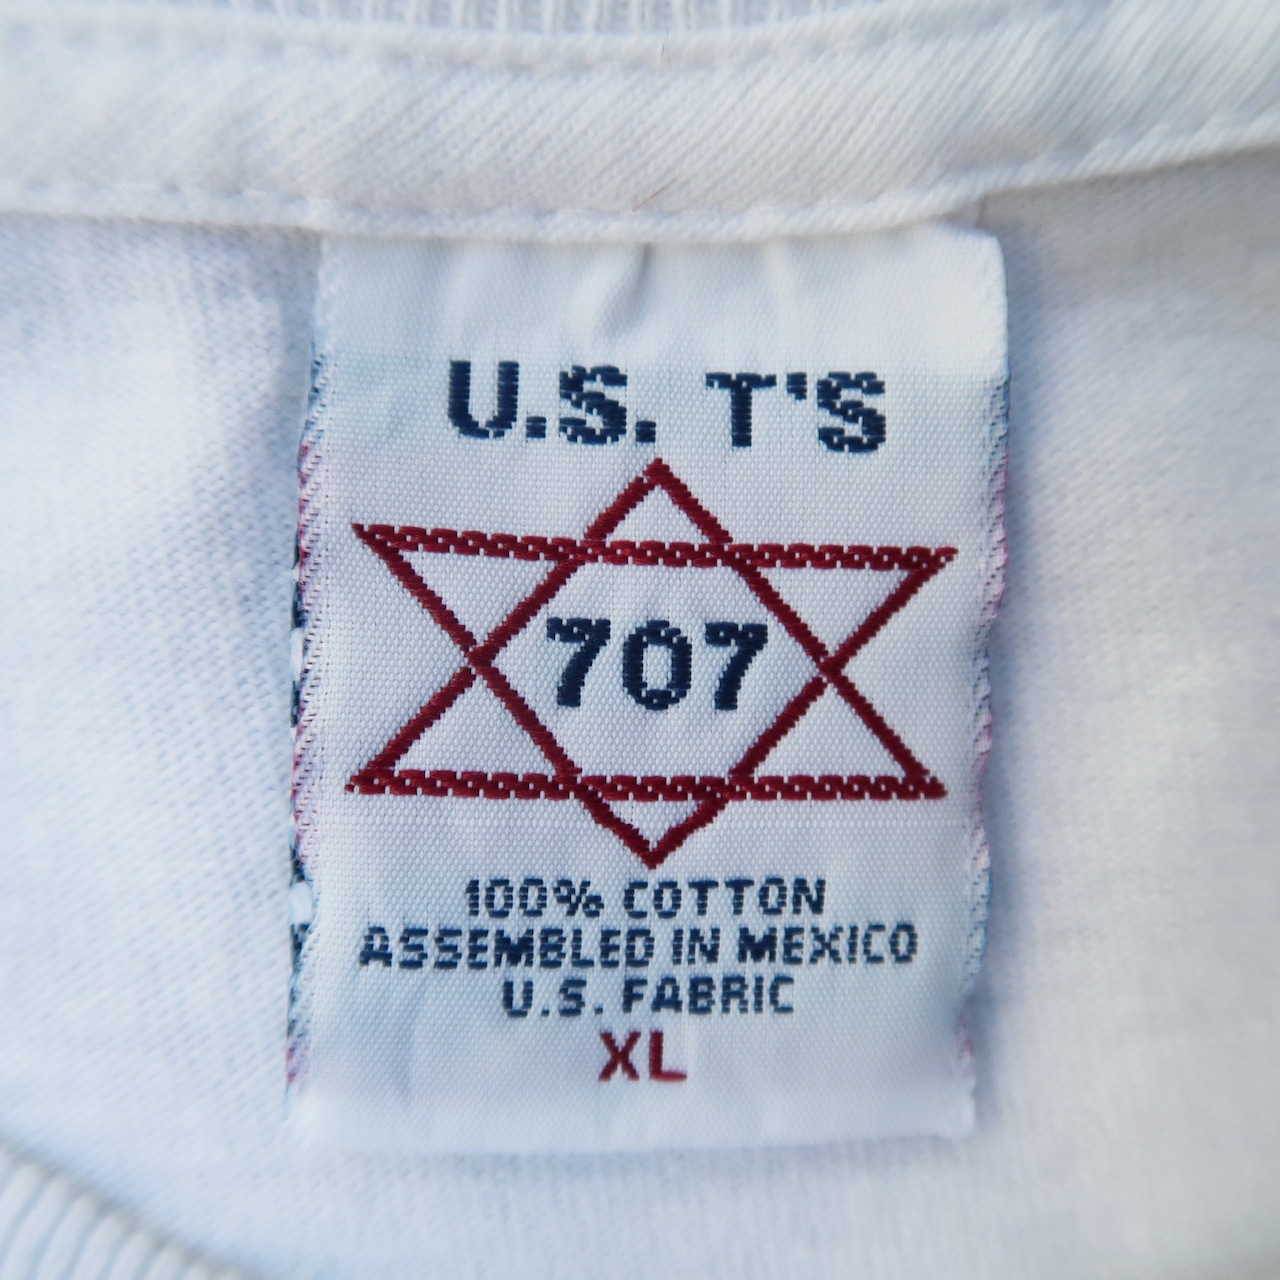 U.S. T'S
707
100% COTTON
ASSEMBLED IN MEXICO
U.S. FABRIC
XL